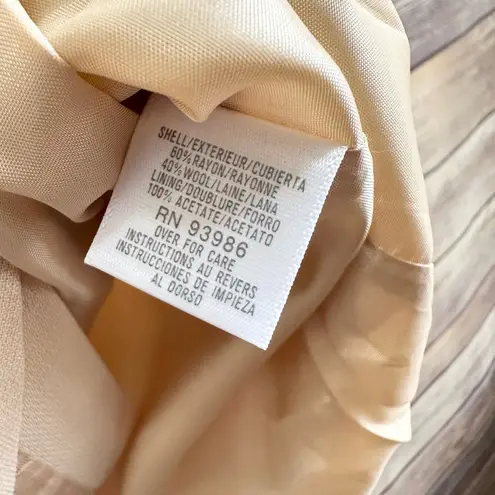 SHELL/EXTERIEUR/CUBIERTA
60% RAYON/RAYONNE
40% WOOL/LAINE/LANA
LINING/DOUBLURE/FORRO
100% ACETATE/ACETATO
RN 93986
OVER FOR CARE
INSTRUCTIONS AU REVERS
INSTRUCCIONES DE IMPIEZA
AL DORSO